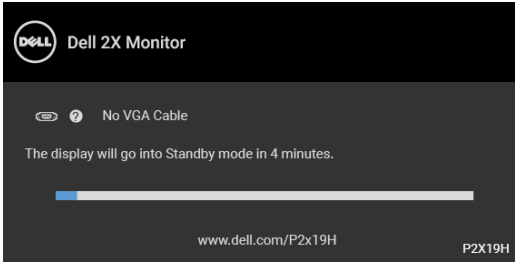 DELL Dell 2X Monitor
? No VGA Cable
The display will go into Standby mode in 4 minutes.
www.dell.com/P2x19H
P2X19H